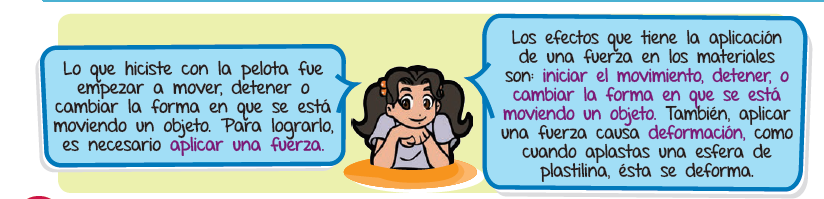 Lo que hiciste con la pelota fue
empezar a mover, detener o
cambiar la forma en que se está
moviendo un objeto. Para lograrlo,
es necesario aplicar una fuerza.
Los efectos que tiene la aplicación
de una fuerza en los materiales
son: iniciar el movimiento, detener, o
cambiar la forma en que se está
moviendo un objeto. También, aplicar
una fuerza causa deformación, como
cuando aplastas una esfera de
plastilina, ésta se deforma.